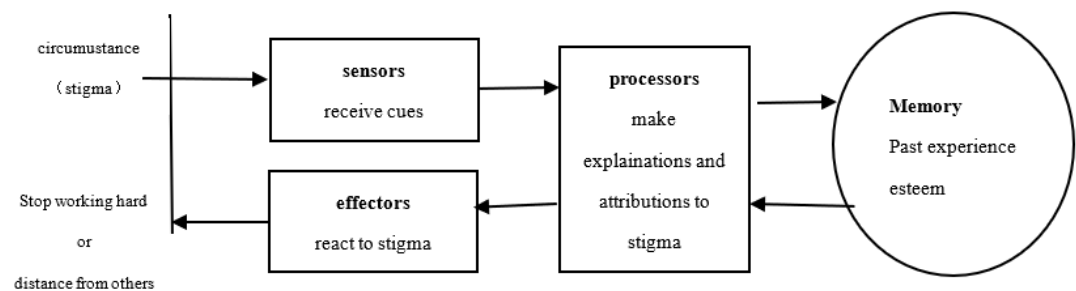 circumustance
（stigma）
sensors
receive cues
processors
make
explainations and
attributions to
stigma
Memory
Past experience
esteem
effectors
react to stigma
Stop working hard
or
distance from others